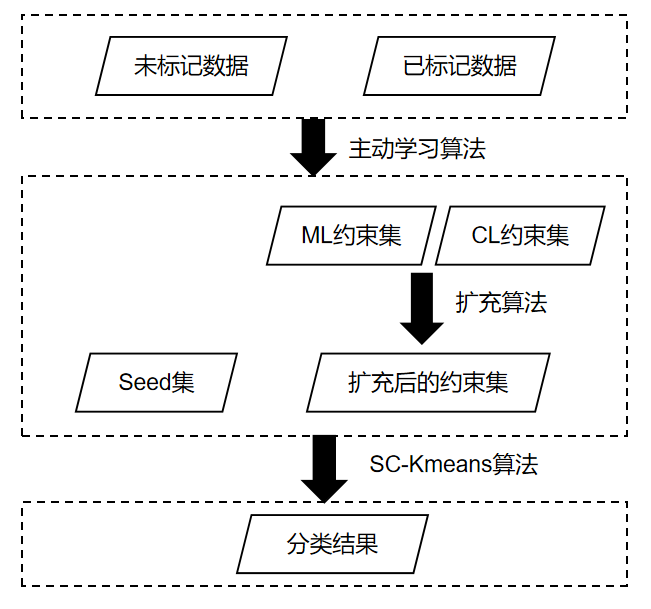 未标记数据
已标记数据
主动学习算法
ML约束集
CL约束集
扩充算法
Seed集
扩充后的约束集
SC-Kmeans算法
分类结果